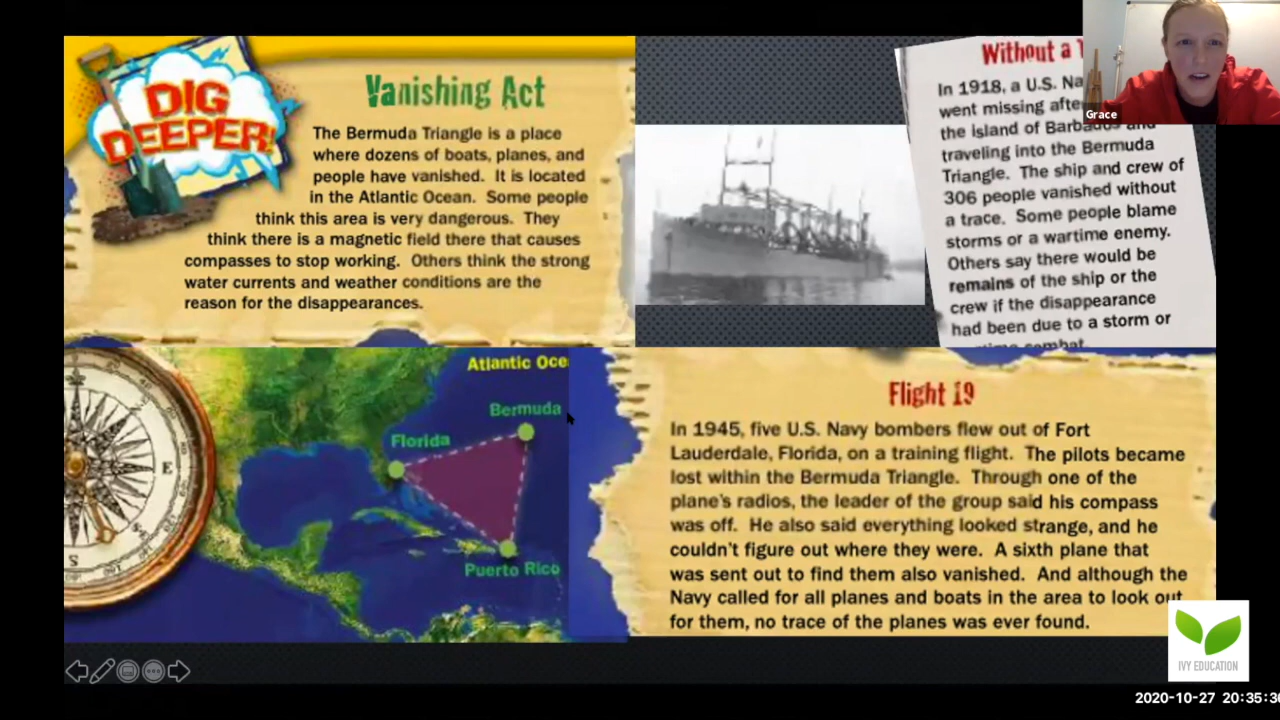 DIG
DEEPER!
Vanishing Act
The Bermuda Triangle is a place
where dozens of boats, planes, and
people have vanished. It is located
in the Atlantic Ocean. Some people
think this area is very dangerous. They
think there is a magnetic field there that causes
compasses to stop working. Others think the strong
water currents and weather conditions are the
reason for the disappearances.
Without a
In 1918, a U.S.
went missing
the island of Barbados and
traveling into the Bermuda
Triangle. The ship and crew of
306 people vanished without
a trace. Some people blame
storms or a wartime enemy.
Others say there would be
remains of the ship or the
crew if the disappearance
had been due to a storm or
combat.
Grace
E
S
Atlantic
Bermuda
Florida
Puerto Rico
Flight 19
In 1945, five U.S. Navy bombers flew out of Fort
Lauderdale, Florida, on a training flight. The pilots became
lost within the Bermuda Triangle. Through one of the
plane's radios, the leader of the group said his compass
was off. He also said everything looked strange, and he
couldn't figure out where they were. A sixth plane that
was sent out to find them also vanished. And although the
Navy called for all planes and boats in the area to look out
for them, no trace of the planes was ever found.
IVY EDUCATION
2020-10-27 20:35:3